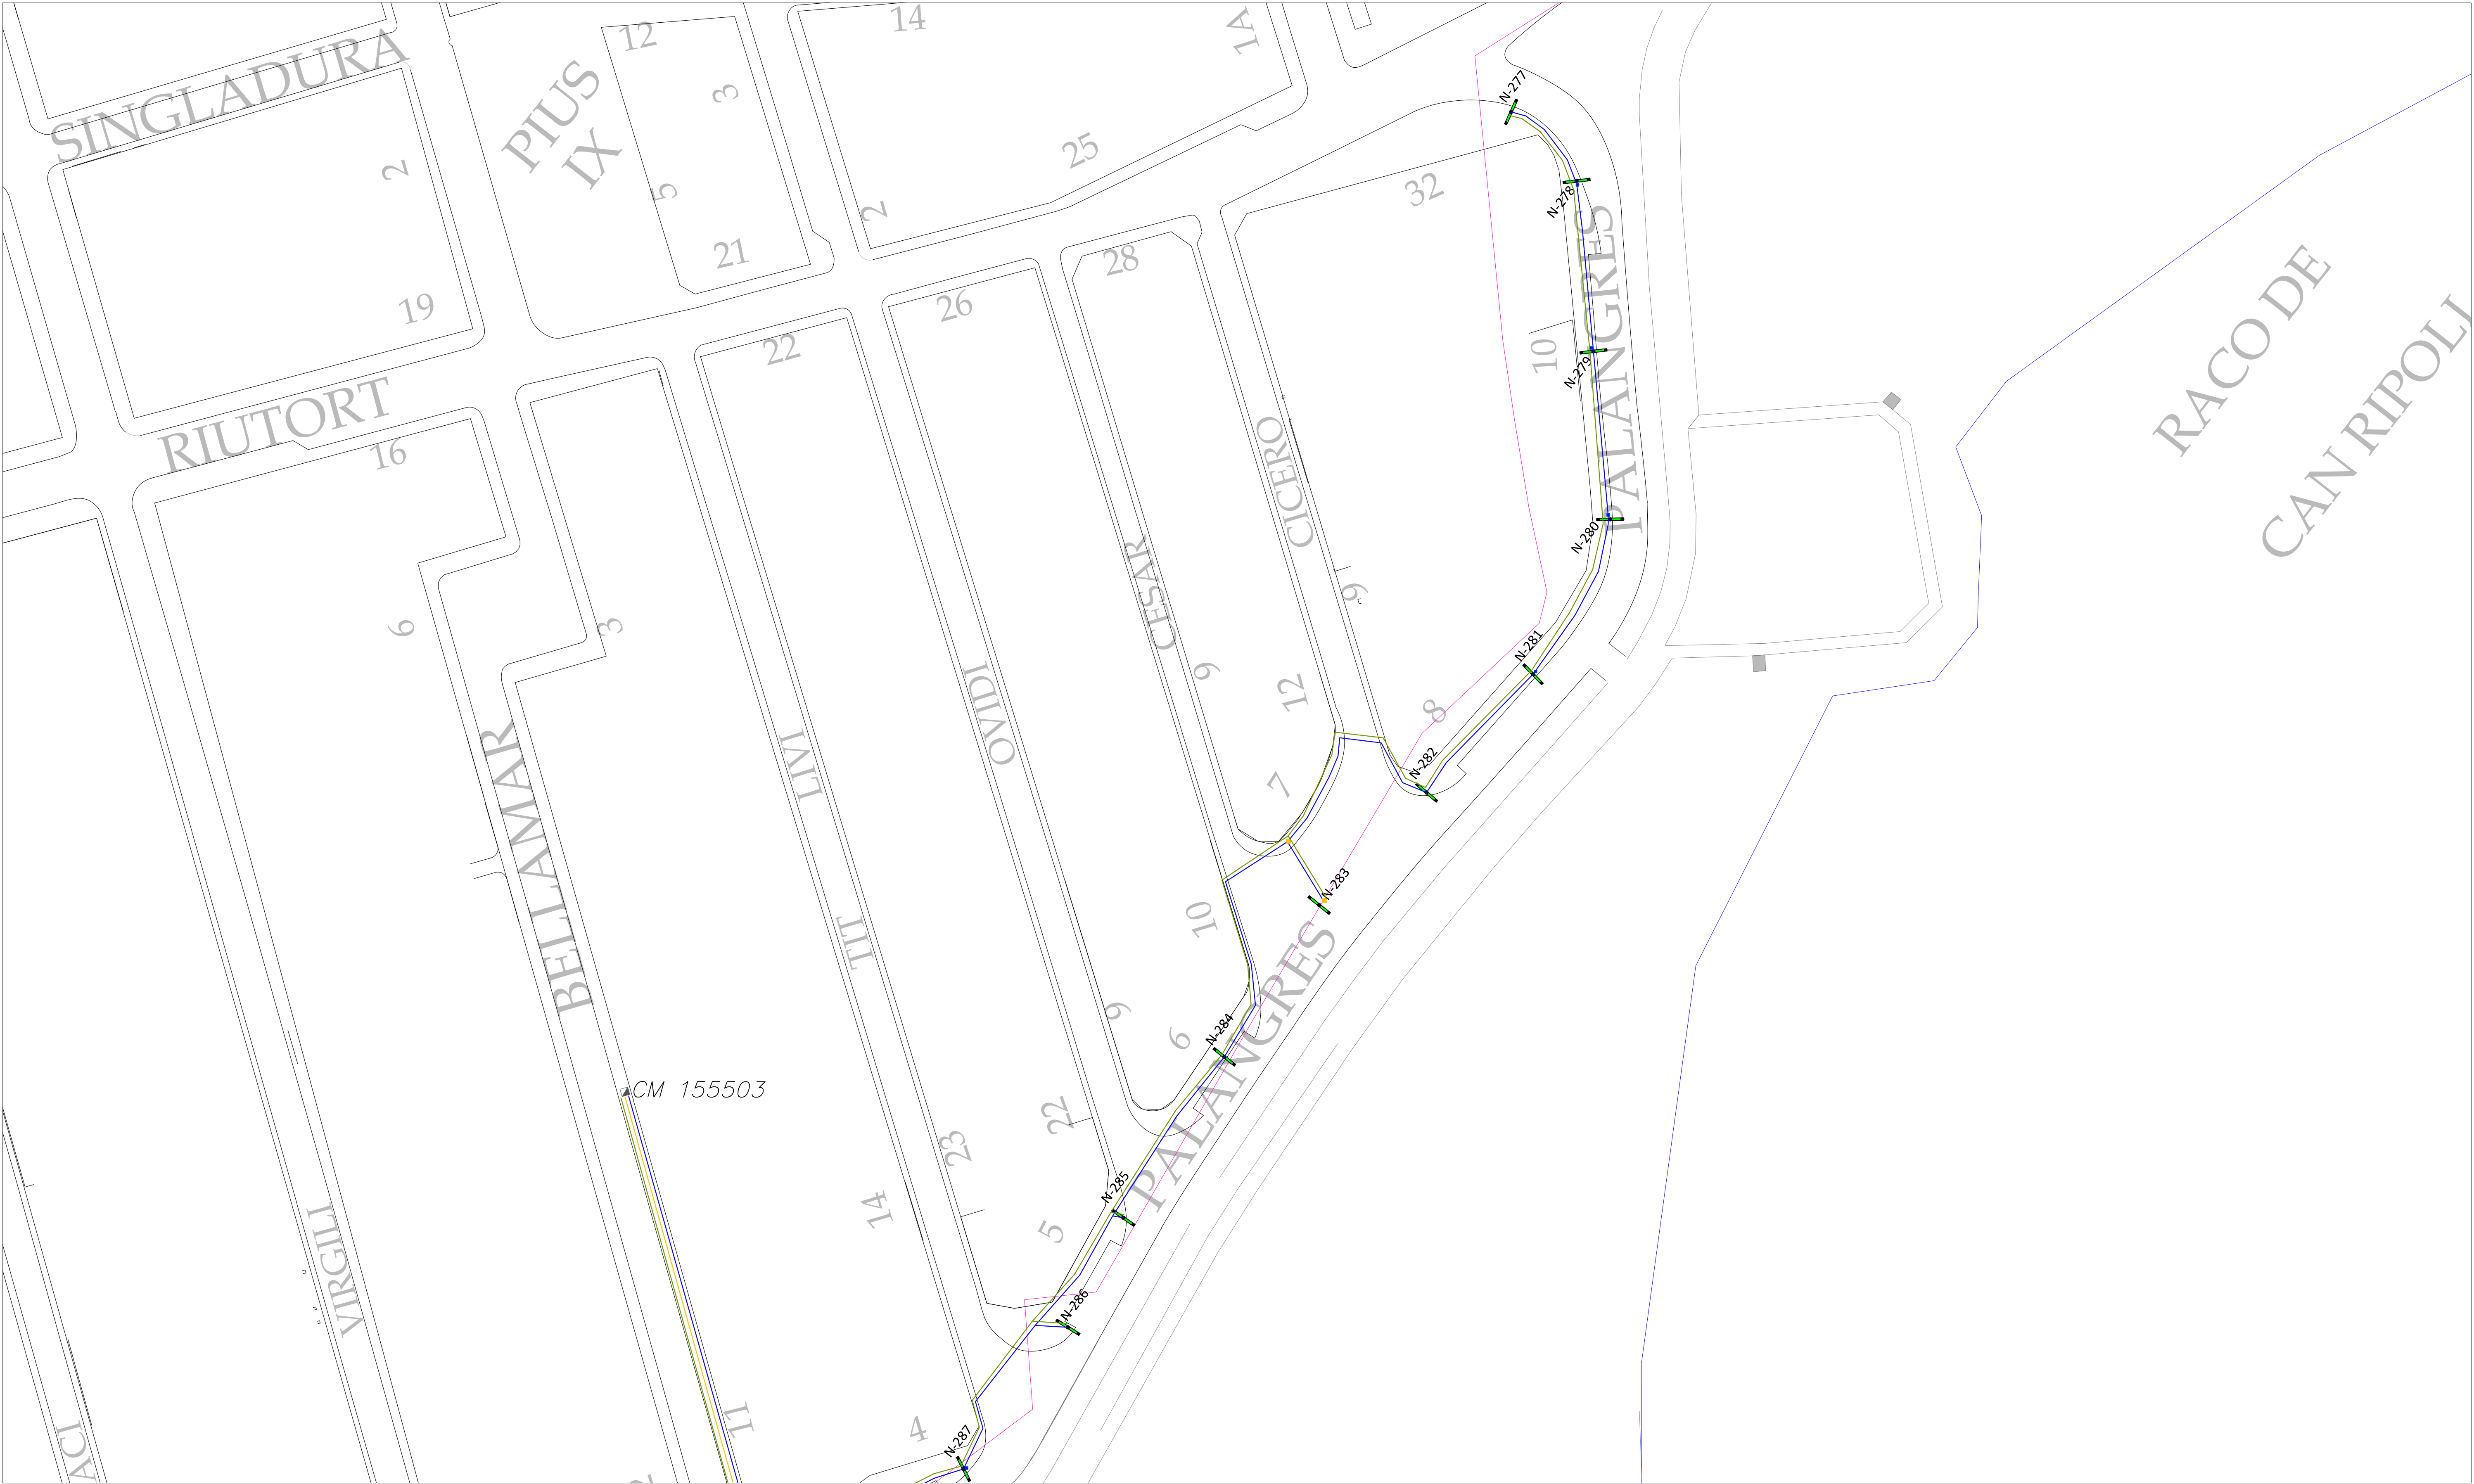 SINGLADURA
PIUS
IX
12
14
1A
3
2
5
2
25
21
19
32
28
26
22
RIUTORT
16
10
N-277
N-278
N-279
N-280
N-281
N-282
N-283
N-284
N-285
N-286
N-287
PALANGRES
RACO DE
CAN RIPOLL
CICERO
CESAR
OVIDI
LIVI
TIT
BELLAMAR
VIRGILI
9
6
3
9
12
8
7
10
9
6
22
23
14
5
4
11
PALANGRES
CM 155503
ACI